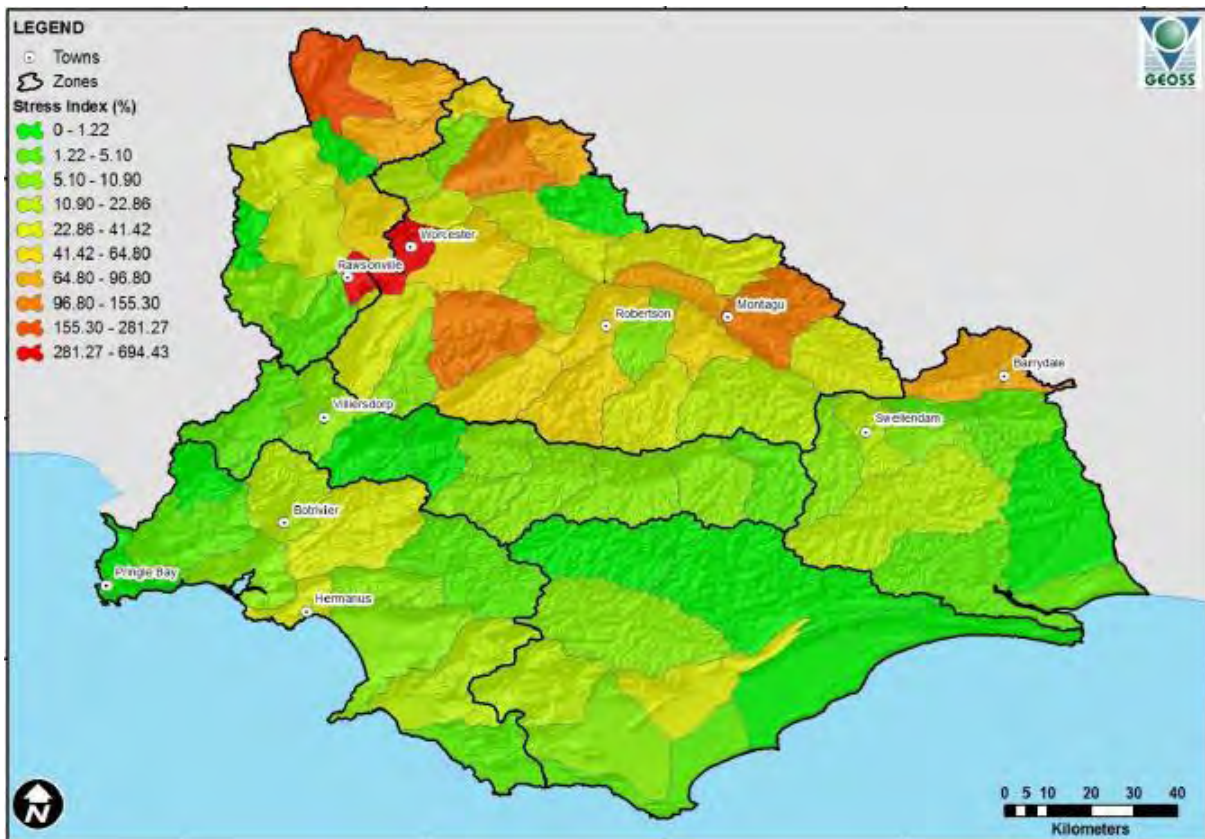 LEGEND
Towns
Zones
Stress Index (%)
0 - 1.22
1.22 - 5.10
5.10 - 10.90
10.90 - 22.86
22.86 - 41.42
41.42 - 64.80
64.80 - 96.80
96.80 - 155.30
155.30 - 281.27
281.27 - 694.43
GEOSS
Worcester
Rawsonville
Montagu
Robertson
Barrydale
Villiersdorp
Swellendam
Botrivier
Pringle Bay
Hermanus
N
0 5 10 20 30 40
Kilometers